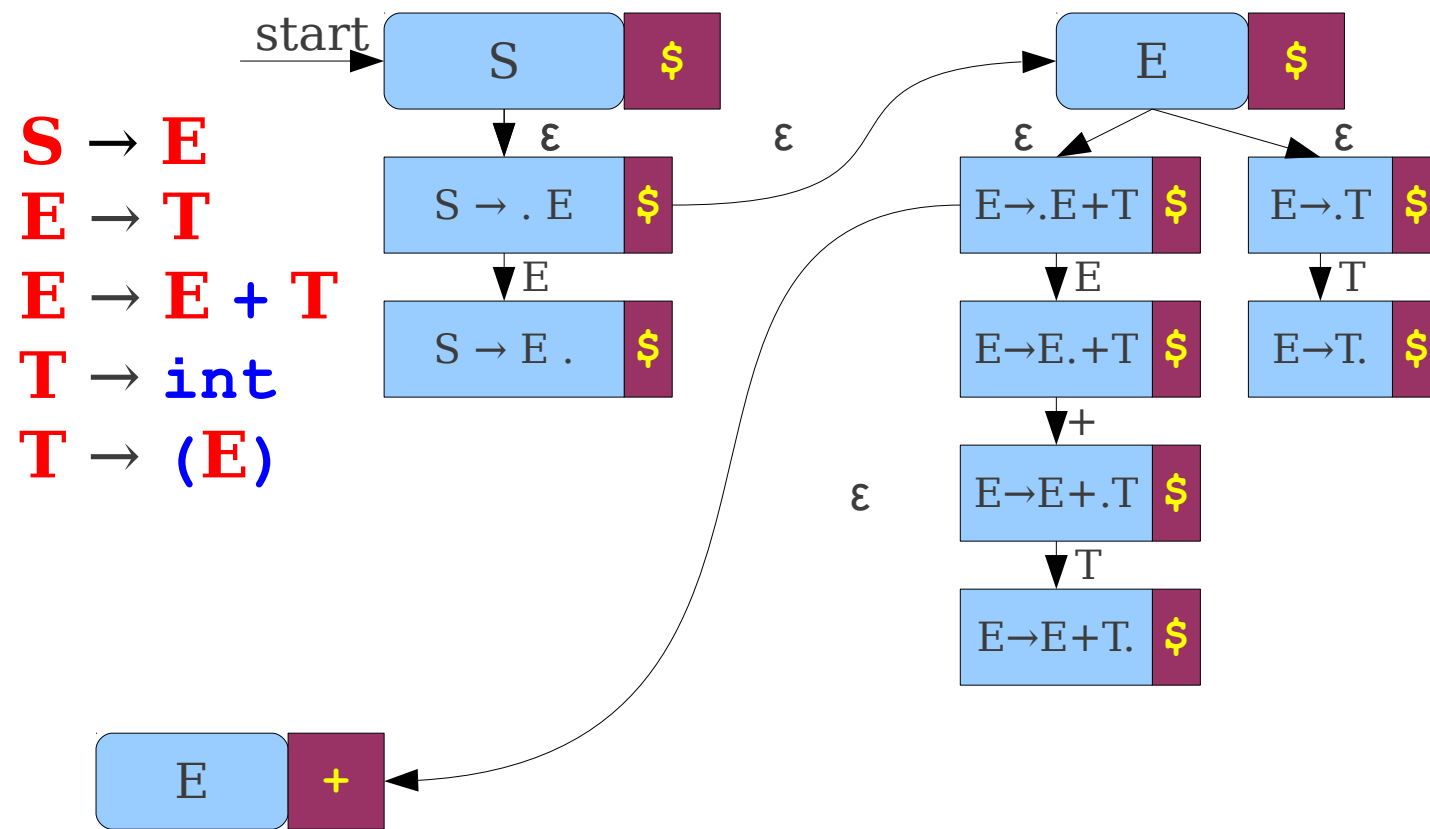 start
S $
E $
S → E
E → T
E → E + T
T → int
T → (E)
ε
ε
ε
ε
S → . E $
E→.E+T $
E→.T $
E
E
T
S → E . $
E→E.+T $
E→T. $
+
ε
E→E+.T $
T
E→E+T. $
E +